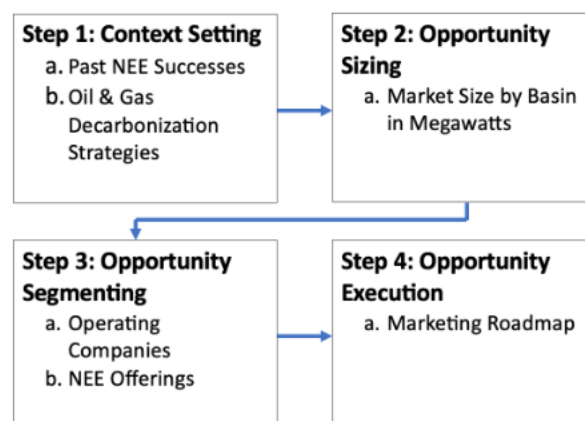 Step 1: Context Setting
a. Past NEE Successes
b. Oil & Gas
Decarbonization
Strategies
Step 2: Opportunity
Sizing
a. Market Size by Basin
in Megawatts
Step 3: Opportunity
Segmenting
a. Operating
Companies
b. NEE Offerings
Step 4: Opportunity
Execution
a. Marketing Roadmap